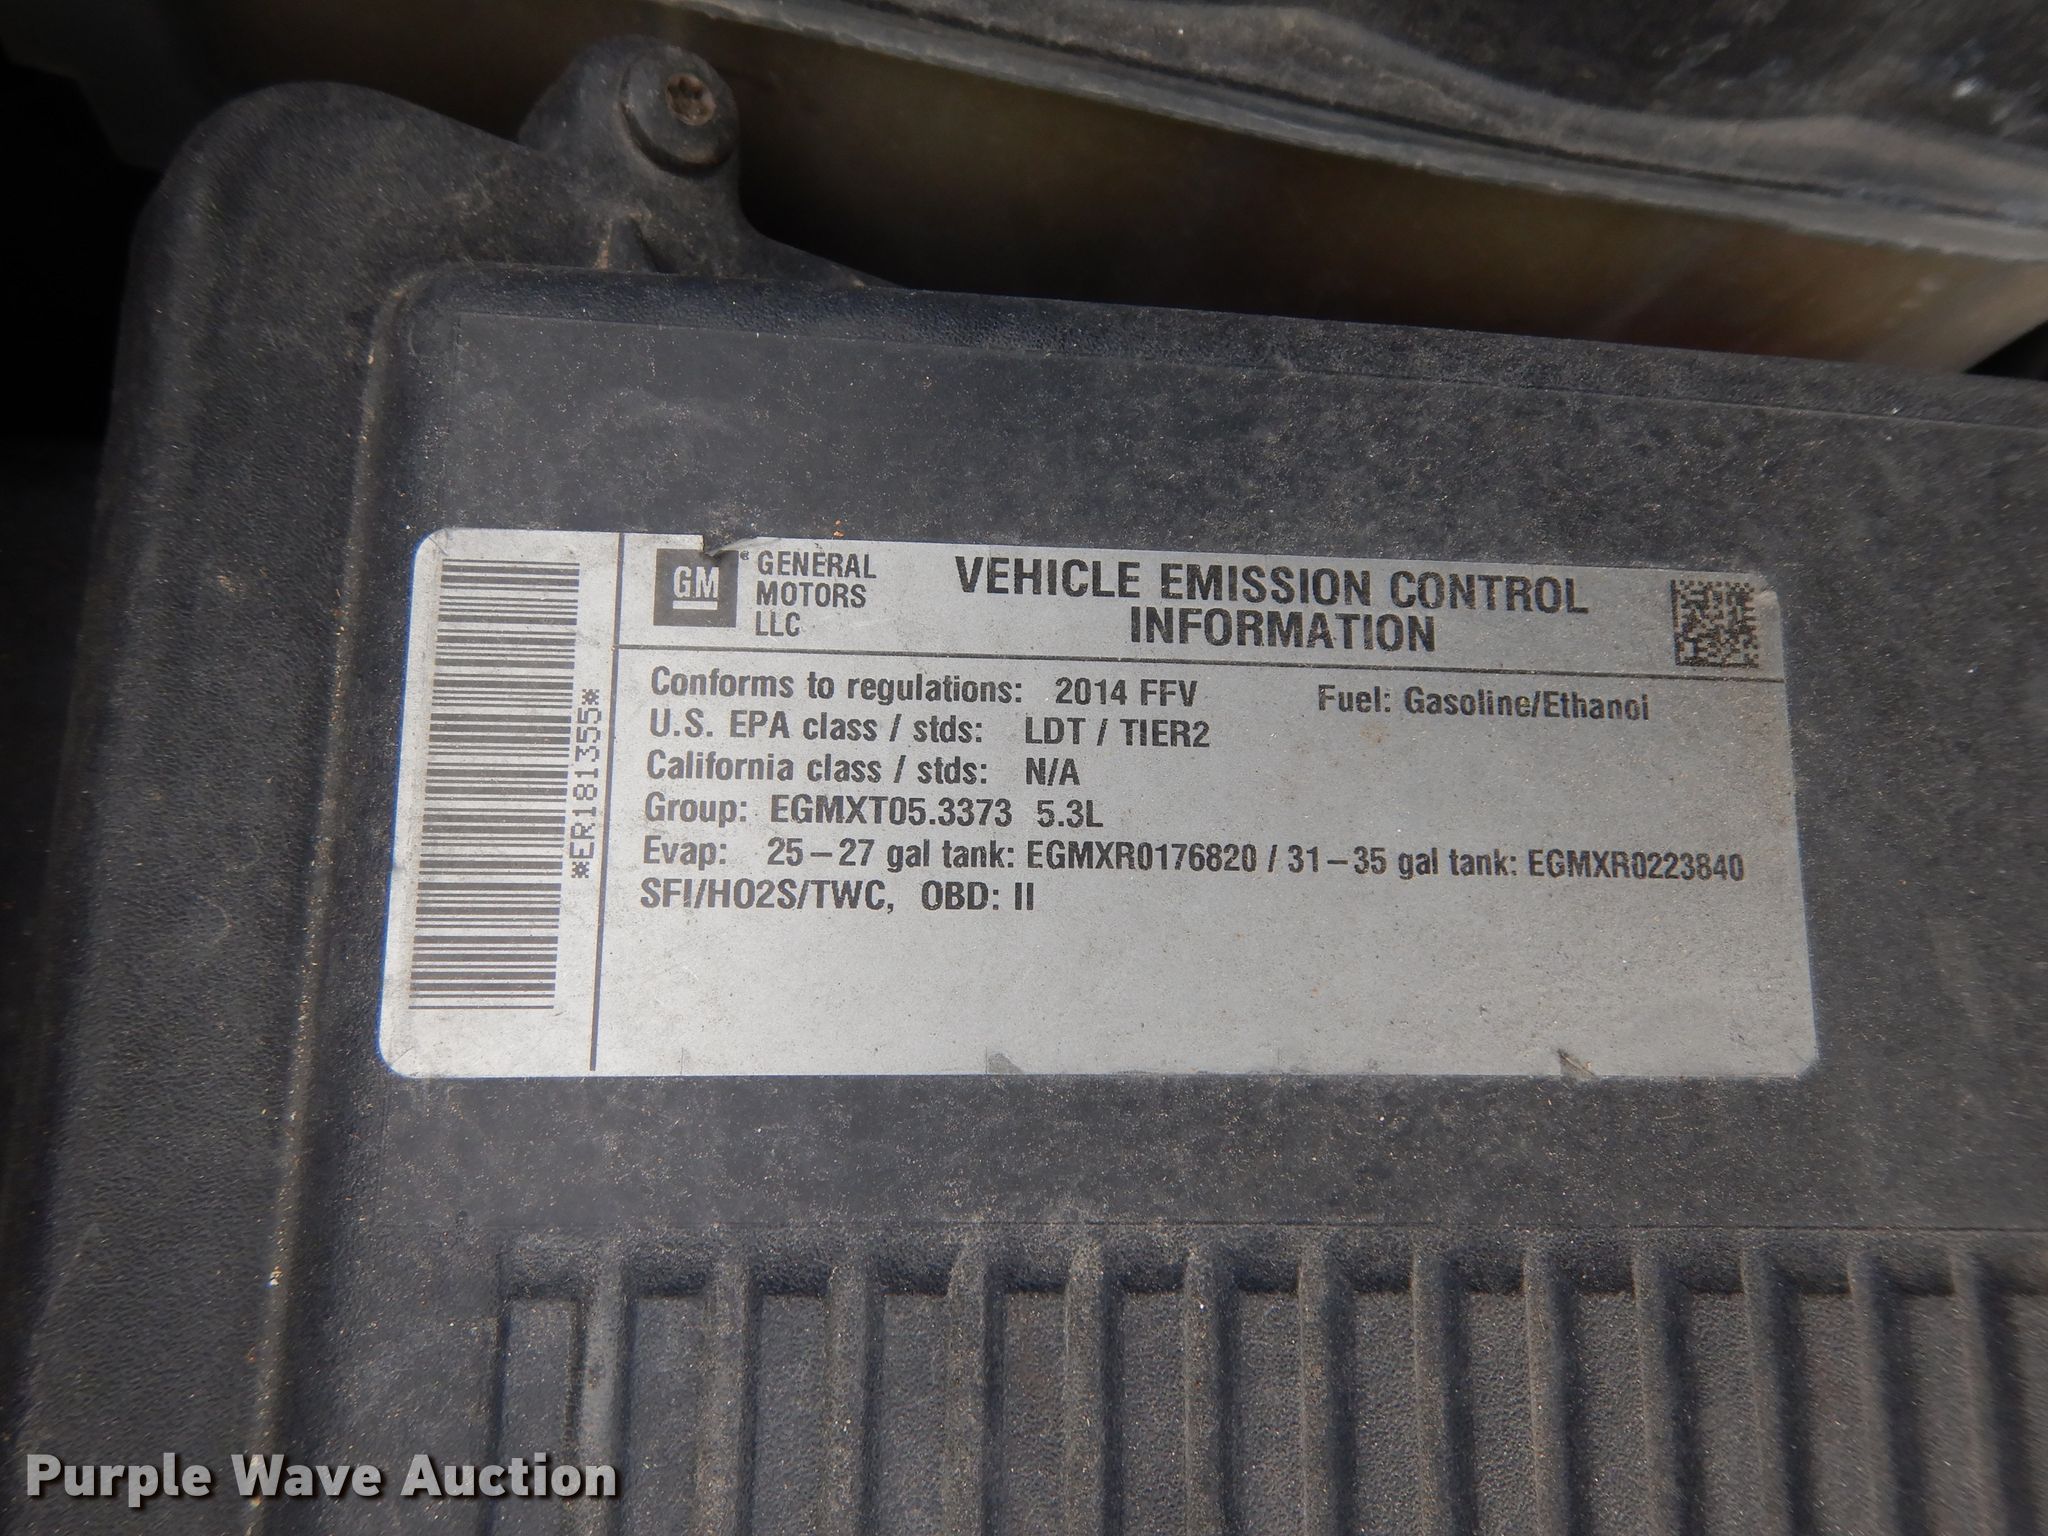 GM
GENERAL
MOTORS
LLC
VEHICLE EMISSION CONTROL
INFORMATION
*ER181355*
Conforms to regulations: 2014 FFV Fuel: Gasoline/Ethanol
U.S. EPA class / stds: LDT / TIER2
California class / stds: N/A
Group: EGMXT05.3373 5.3L
Evap: 25–27 gal tank: EGMXR0176820 / 31–35 gal tank: EGMXR0223840
SFI/HO2S/TWC, OBD: II
Purple Wave Auction